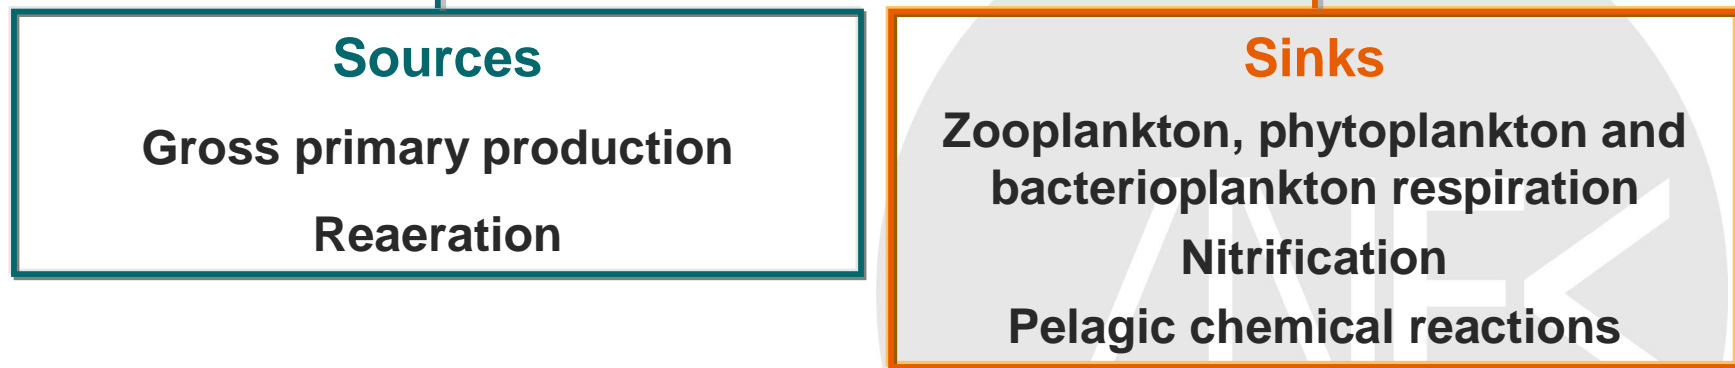 Sources
Gross primary production
Reaeration
Sinks
Zooplankton, phytoplankton and
bacterioplankton respiration
Nitrification
Pelagic chemical reactions